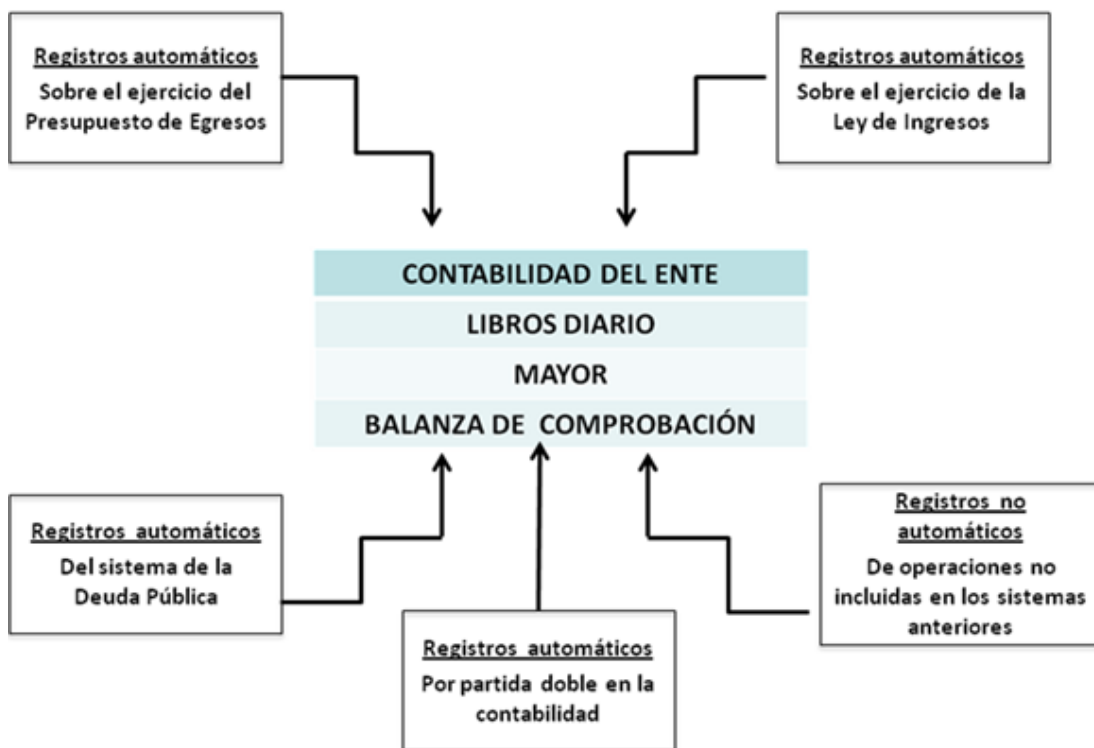 Registros automáticos
Sobre el ejercicio del
Presupuesto de Egresos
Registros automáticos
Sobre el ejercicio de la
Ley de Ingresos
CONTABILIDAD DEL ENTE
LIBROS DIARIO
MAYOR
BALANZA DE COMPROBACIÓN
Registros automáticos
Del sistema de la
Deuda Pública
Registros automáticos
Por partida doble en la
contabilidad
Registros no
automáticos
De operaciones no
incluidas en los sistemas
anteriores